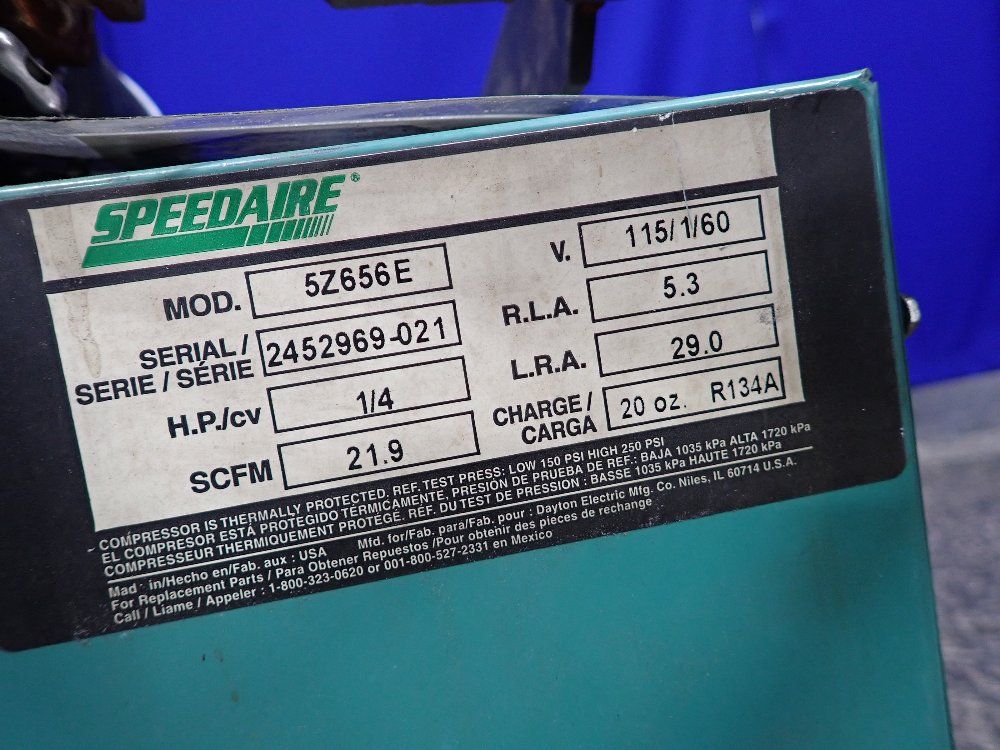 SPEEDAIRE®
MOD. 5Z656E
SERIAL /
SERIE / SÉRIE 2452969-021
H.P./cv 1/4
SCFM 21.9
V. 115/1/60
R.L.A. 5.3
L.R.A. 29.0
CHARGE /
CARGA 20 oz. R134A
COMPRESSOR IS THERMALLY PROTECTED. REF. TEST PRESS: LOW 150 PSI HIGH 250 PSI
EL COMPRESOR ESTÁ PROTEGIDO TÉRMICAMENTE, PRESIÓN DE PRUEBA DE REF.: BAJA 1035 kPa ALTA 1720 kPa
COMPRESSEUR THERMIQUEMENT PROTÉGÉ. RÉF. DU TEST DE PRESSION : BASSE 1035 kPa HAUTE 1720 kPa
Mad in/Hecho en/Fab. aux : USA Mfd. for/Fab. para/Fab. pour : Dayton Electric Mfg. Co. Niles, IL 60714 U.S.A.
For Replacement Parts / Para Obtener Repuestos /Pour obtenir des pieces de rechange
Call / Llame / Appeler : 1-800-323-0620 or 001-800-527-2331 en Mexico